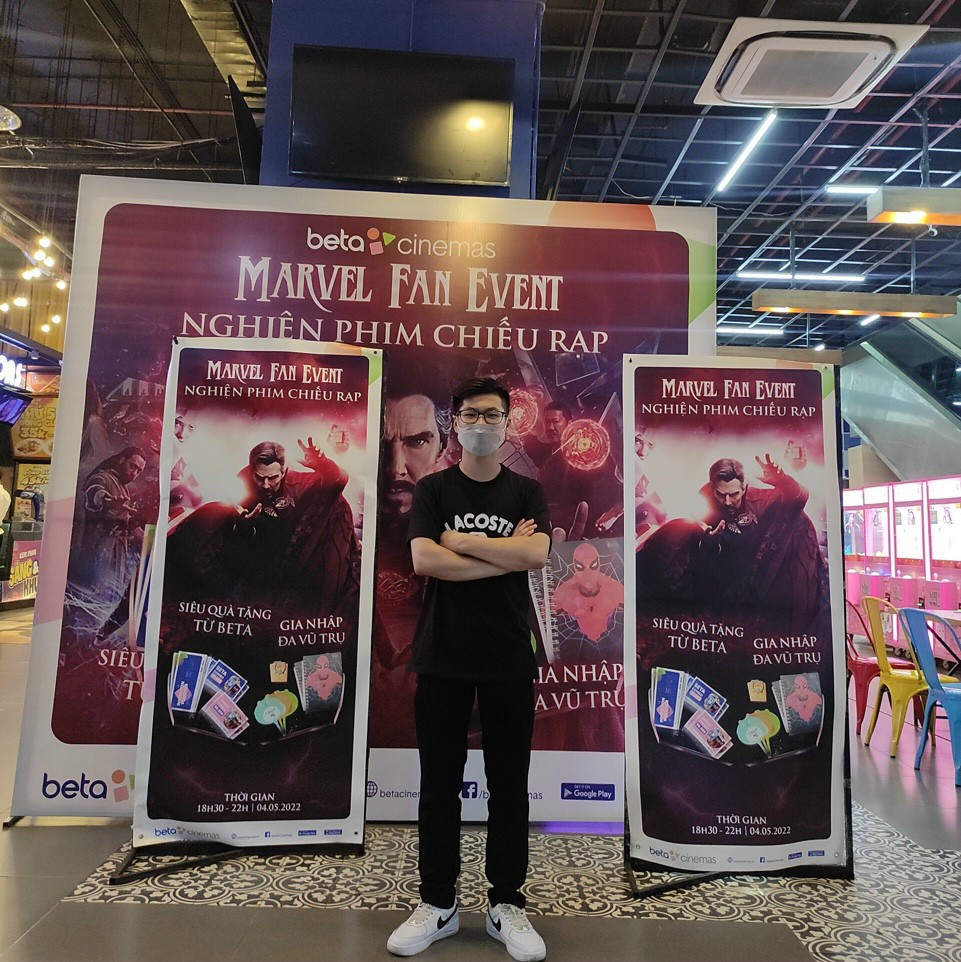 beta cinemas
MARVEL FAN EVENT
NGHIỆN PHIM CHIẾU RẠP
SIÊU
GIA NHẬP
ĐA VŨ TRỤ
beta
f
GET IT ON
Google Play
MARVEL FAN EVENT
NGHIỆN PHIM CHIẾU RẠP
SIÊU QUÀ TẶNG
TỪ BETA
GIA NHẬP
ĐA VŨ TRỤ
THỜI GIAN
18H30 - 22H | 04.05.2022
beta cinemas
LACOSTE
MARVEL FAN EVENT
NGHIỆN PHIM CHIẾU RẠP
SIÊU QUÀ TẶNG
TỪ BETA
GIA NHẬP
ĐA VŨ TRỤ
THỜI GIAN
18H30 - 22H | 04.05.2022
beta cinemas